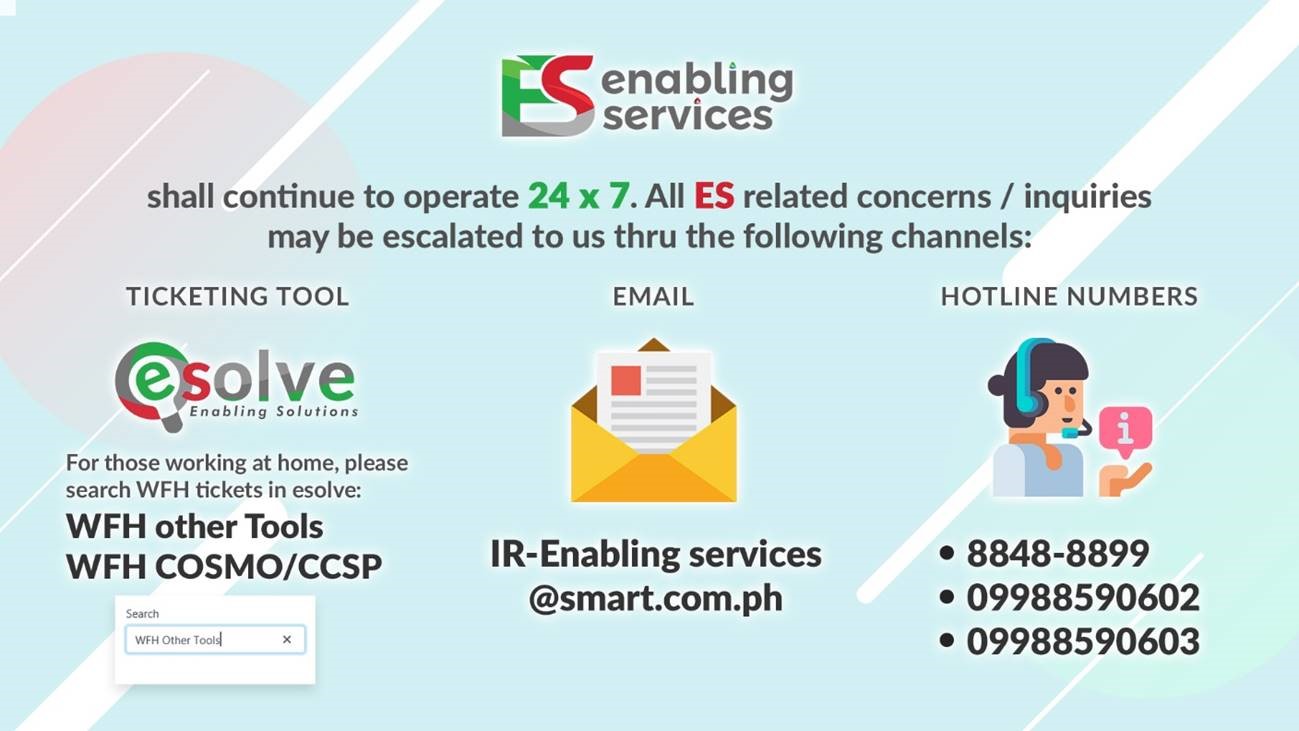 ES enabling
services
shall continue to operate 24 x 7. All ES related concerns / inquiries
may be escalated to us thru the following channels:
TICKETING TOOL
esolve
Enabling Solutions
For those working at home, please
search WFH tickets in esolve:
WFH other Tools
WFH COSMO/CCSP
Search
WFH Other Tools ×
EMAIL
IR-Enabling services
@smart.com.ph
HOTLINE NUMBERS
i
• 8848-8899
• 09988590602
• 09988590603